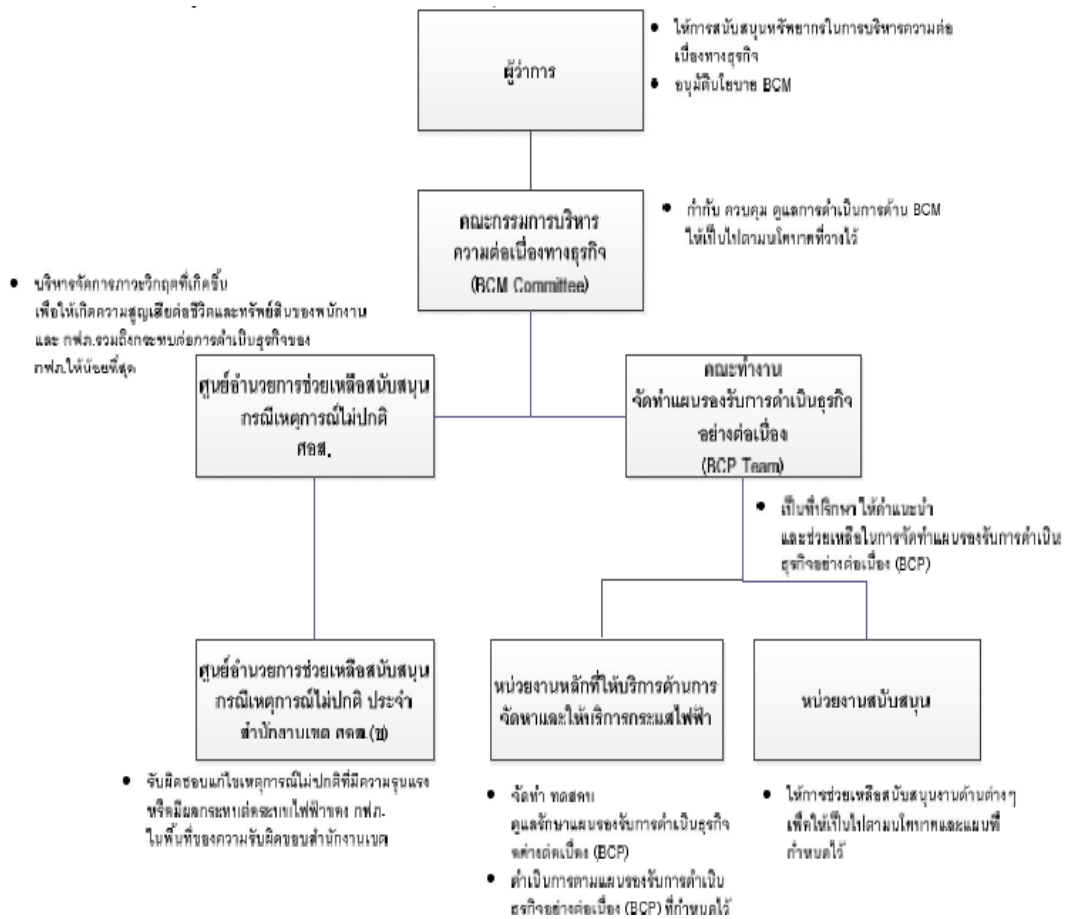 ผู้ว่าการ
• ให้การสนับสนุนทรัพยากรในการบริหารความต่อ
เนื่องทางธุรกิจ
• อนุมัตินโยบาย BCM
คณะกรรมการบริหาร
ความต่อเนื่องทางธุรกิจ
(BCM Committee)
• กำกับ ควบคุม ดูแลการดำเนินการด้าน BCM
ให้เป็นไปตามนโยบายที่วางไว้
• บริหารจัดการภาวะวิกฤตที่เกิดขึ้น
เพื่อให้เกิดความสูญเสียต่อชีวิตและทรัพย์สินของพนักงาน
และ กฟภ.รวมถึงกระทบต่อการดำเนินธุรกิจของ
กฟภ.ให้น้อยที่สุด
ศูนย์อำนวยการช่วยเหลือสนับสนุน
กรณีเหตุการณ์ไม่ปกติ
ศอส.
คณะทำงาน
จัดทำแผนรองรับการดำเนินธุรกิจ
อย่างต่อเนื่อง
(BCP Team)
• เป็นที่ปรึกษา ให้คำแนะนำ
และช่วยเหลือในการจัดทำแผนรองรับการดำเนิน
ธุรกิจอย่างต่อเนื่อง (BCP)
ศูนย์อำนวยการช่วยเหลือสนับสนุน
กรณีเหตุการณ์ไม่ปกติ ประจำ
สำนักงานเขต ศอส.(ข)
• รับผิดชอบแก้ไขเหตุการณ์ไม่ปกติที่มีความรุนแรง
หรือมีผลกระทบต่อระบบไฟฟ้าของ กฟภ.
ในพื้นที่ของความรับผิดชอบสำนักงานเขต
หน่วยงานหลักที่ให้บริการด้านการ
จัดหาและให้บริการกระแสไฟฟ้า
• จัดทำ ทดสอบ
ดูแลรักษาแผนรองรับการดำเนินธุรกิจ
อย่างต่อเนื่อง (BCP)
• ดำเนินการตามแผนรองรับการดำเนิน
ธุรกิจอย่างต่อเนื่อง (BCP) ที่กำหนดไว้
หน่วยงานสนับสนุน
• ให้การช่วยเหลือสนับสนุนงานด้านต่างๆ
เพื่อให้เป็นไปตามนโยบายและแผนที่
กำหนดไว้